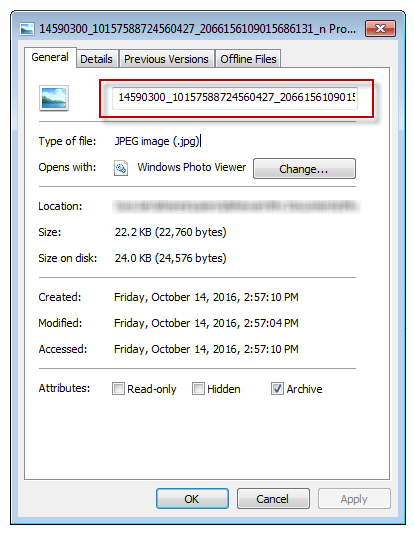 14590300_10157588724560427_2066156109015686131_n Pro...
General Details Previous Versions Offline Files
14590300_10157588724560427_2066156109015
Type of file: JPEG image (.jpg)
Opens with: Windows Photo Viewer Change...
Location:
Size: 22.2 KB (22,760 bytes)
Size on disk: 24.0 KB (24,576 bytes)
Created: Friday, October 14, 2016, 2:57:10 PM
Modified: Friday, October 14, 2016, 2:57:04 PM
Accessed: Friday, October 14, 2016, 2:57:10 PM
Attributes: Read-only Hidden Archive
OK Cancel Apply